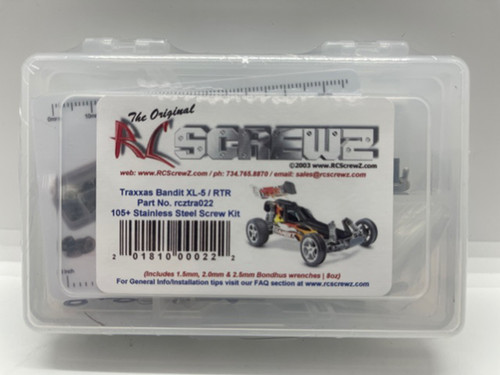 The Original
RC SCREWZ
©2003 www.RCScrewZ.com
web: www.RCScrewZ.com / ph: 734.765.8870 / email: sales@rcscrewz.com
Traxxas Bandit XL-5 / RTR
Part No. rcztra022
105+ Stainless Steel Screw Kit
2 01810 00022 2
(Includes 1.5mm, 2.0mm & 2.5mm Bondhus wrenches | 8oz)
For General Info/Installation tips visit our FAQ section at www.rcscrewz.com